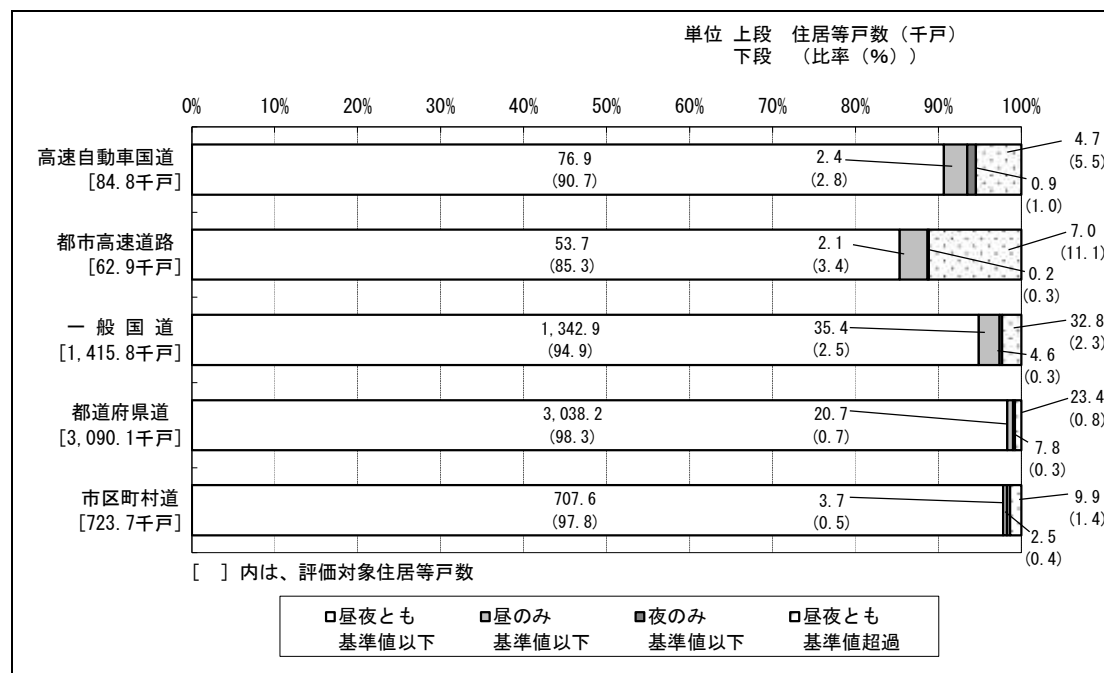 単位 上段 住居等戸数(千戸)
下段 (比率(%))
0% 10% 20% 30% 40% 50% 60% 70% 80% 90% 100%
高速自動車国道
[84.8千戸]
76.9
(90.7)
2.4
(2.8)
0.9
(1.0)
4.7
(5.5)
都市高速道路
[62.9千戸]
53.7
(85.3)
2.1
(3.4)
0.2
(0.3)
7.0
(11.1)
一 般 国 道
[1,415.8千戸]
1,342.9
(94.9)
35.4
(2.5)
4.6
(0.3)
32.8
(2.3)
都道府県道
[3,090.1千戸]
3,038.2
(98.3)
20.7
(0.7)
7.8
(0.3)
23.4
(0.8)
市区町村道
[723.7千戸]
707.6
(97.8)
3.7
(0.5)
2.5
(0.4)
9.9
(1.4)
[ ]内は、評価対象住居等戸数
昼夜とも
基準値以下
昼のみ
基準値以下
夜のみ
基準値以下
昼夜とも
基準値超過